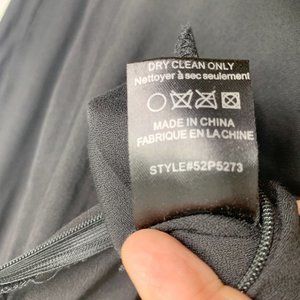 DRY CLEAN ONLY
Nettoyer à sec seulement
MADE IN CHINA
FABRIQUE EN LA CHINE
STYLE#52P5273